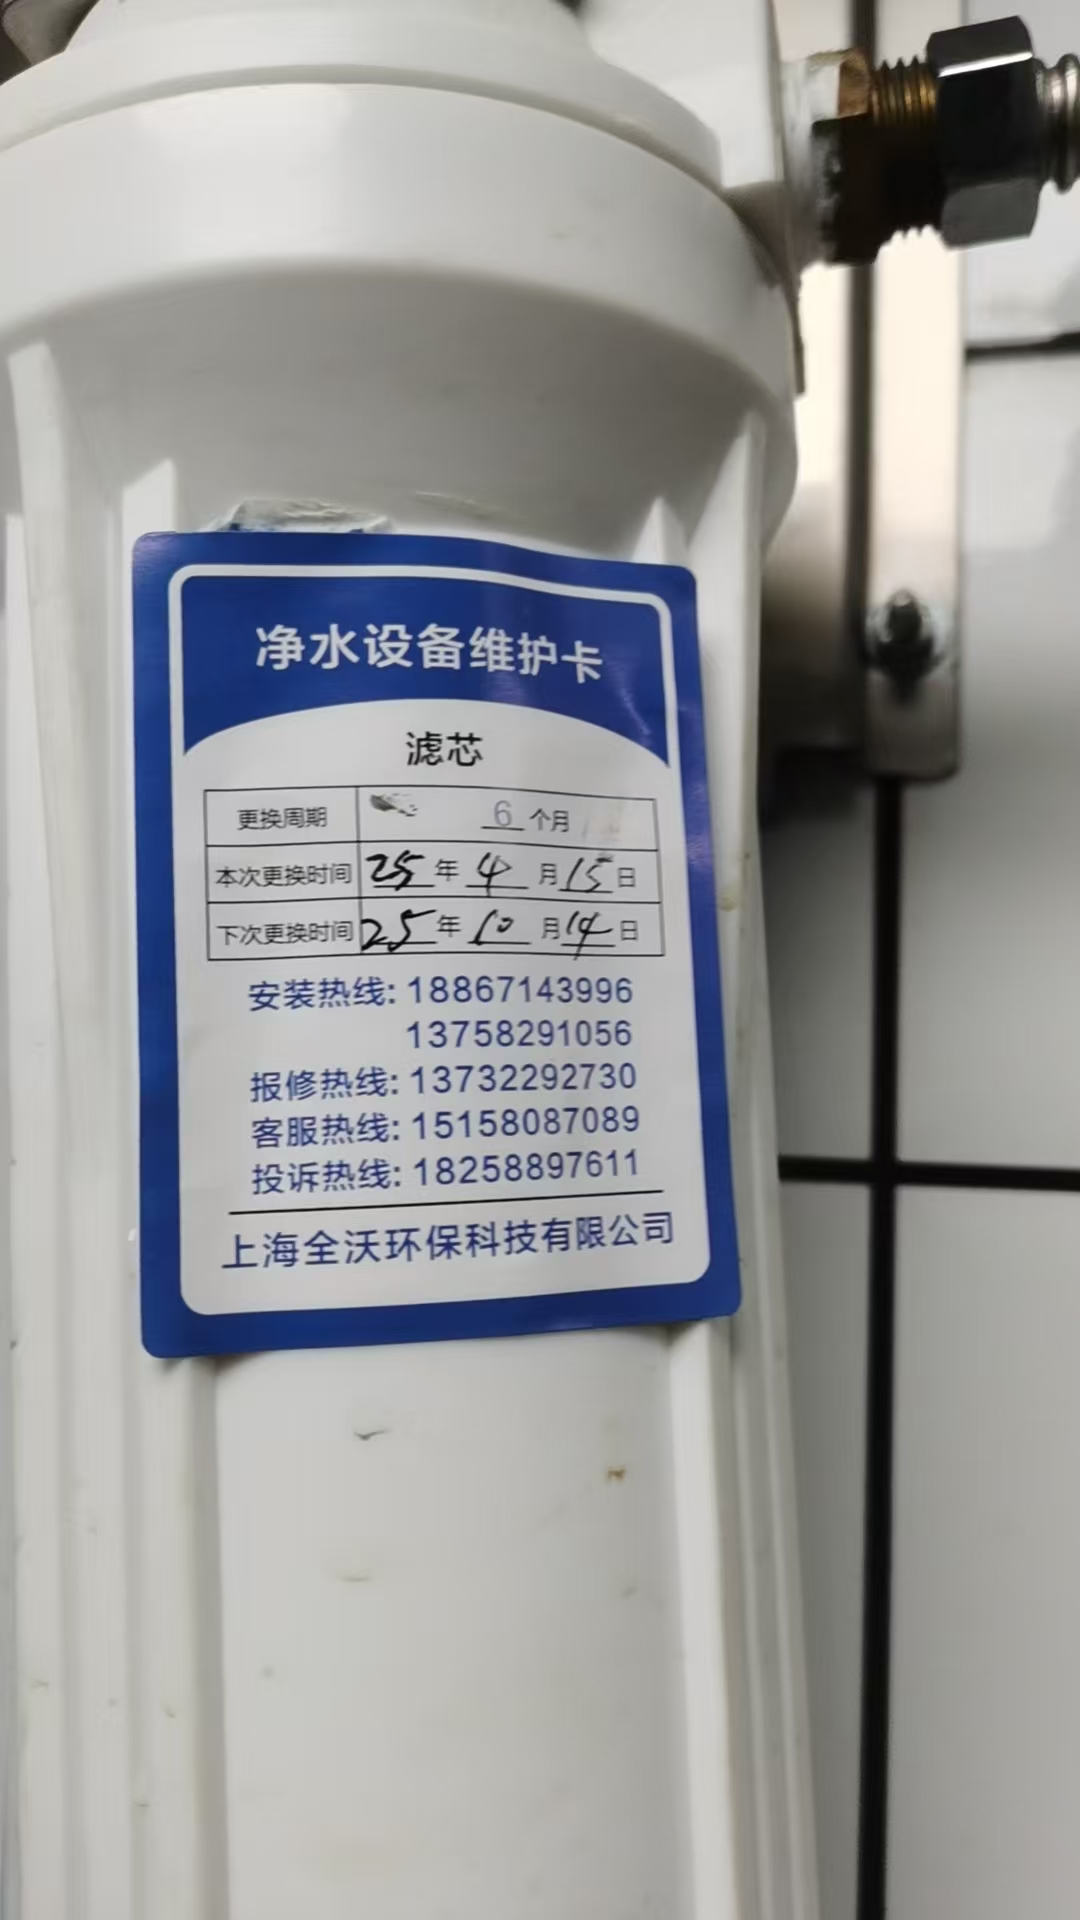 净水设备维护卡
滤芯
更换周期 6 个月
本次更换时间 25 年 4 月 15 日
下次更换时间 25 年 10 月 14 日
安装热线: 18867143996
13758291056
报修热线: 13732292730
客服热线: 15158087089
投诉热线: 18258897611
上海全沃环保科技有限公司